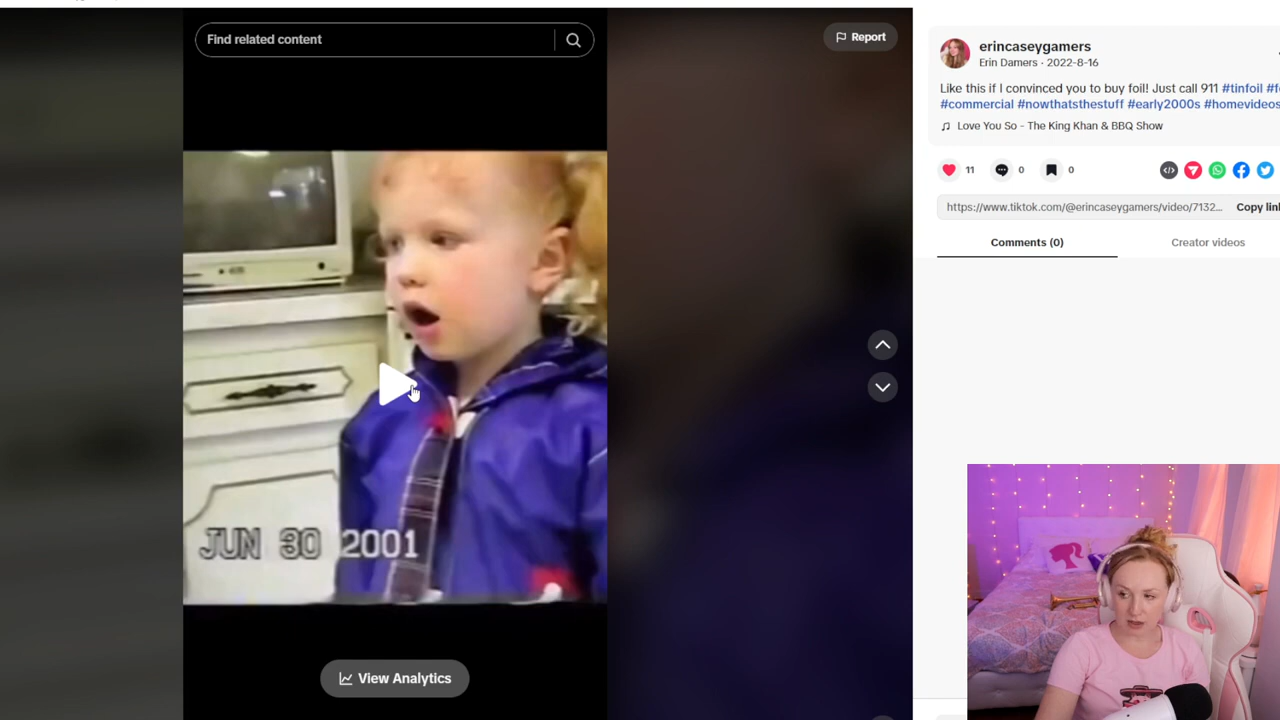 Find related content
Report
erincaseygamers
Erin Damers · 2022-8-16
Like this if I convinced you to buy foil! Just call 911 #tinfoil
#commercial #nowthatsthestuff #early2000s #homevideos
Love You So - The King Khan & BBQ Show
11 0 0
https://www.tiktok.com/@erincaseygamers/video/7132... Copy link
Comments (0) Creator videos
JUN 30 2001
View Analytics